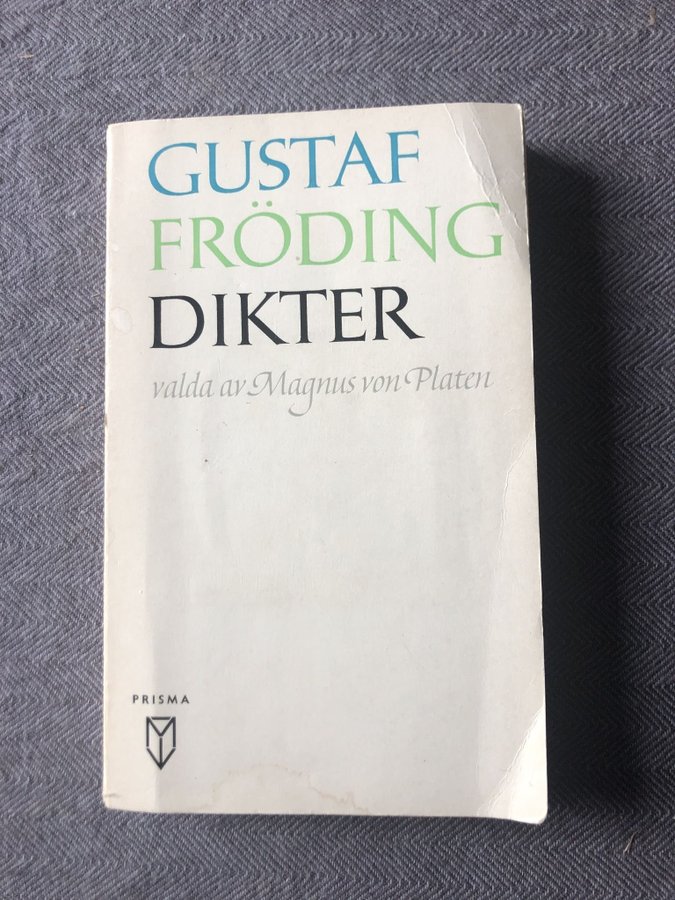 GUSTAF
FRÖDING
DIKTER
valda av Magnus von Platen
PRISMA